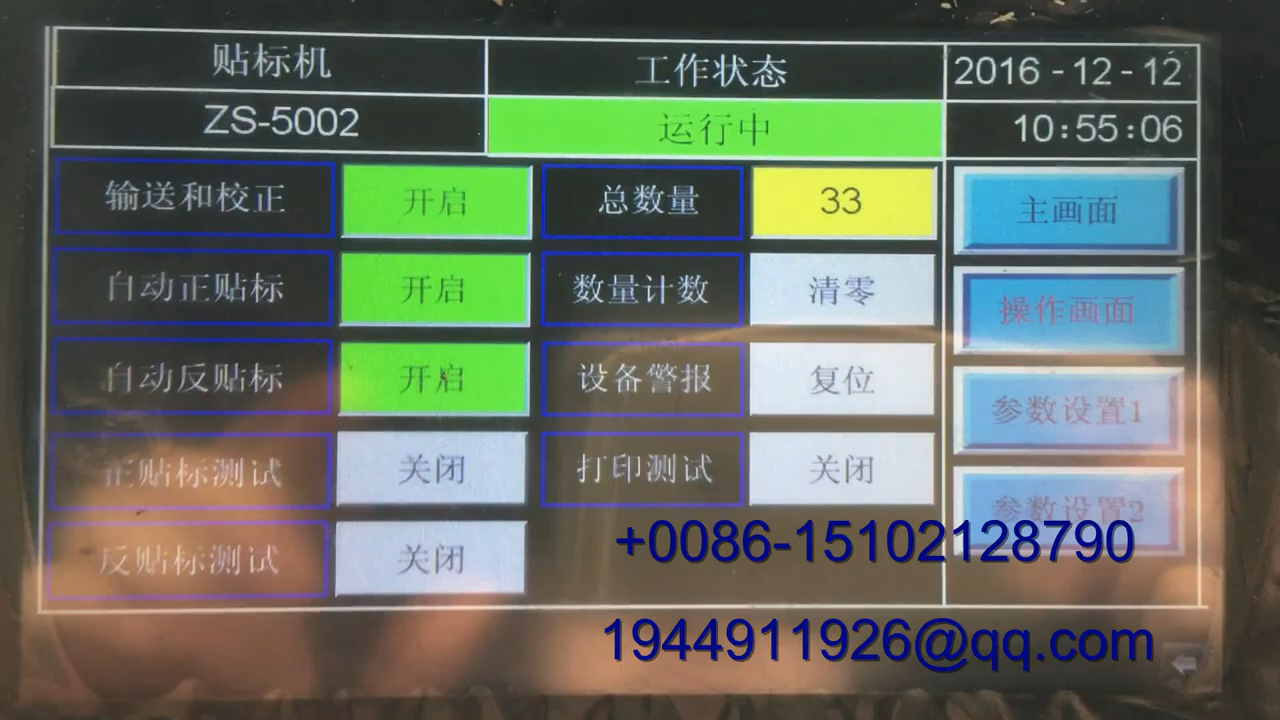 贴标机 工作状态 2016-12-12
ZS-5002 运行中 10:55:06
输送和校正 开启 总数量 33 主画面
自动正贴标 开启 数量计数 清零 操作画面
自动反贴标 开启 设备警报 复位 参数设置1
正贴标测试 关闭 打印测试 关闭 参数设置2
反贴标测试 关闭
+0086-15102128790
1944911926@qq.com